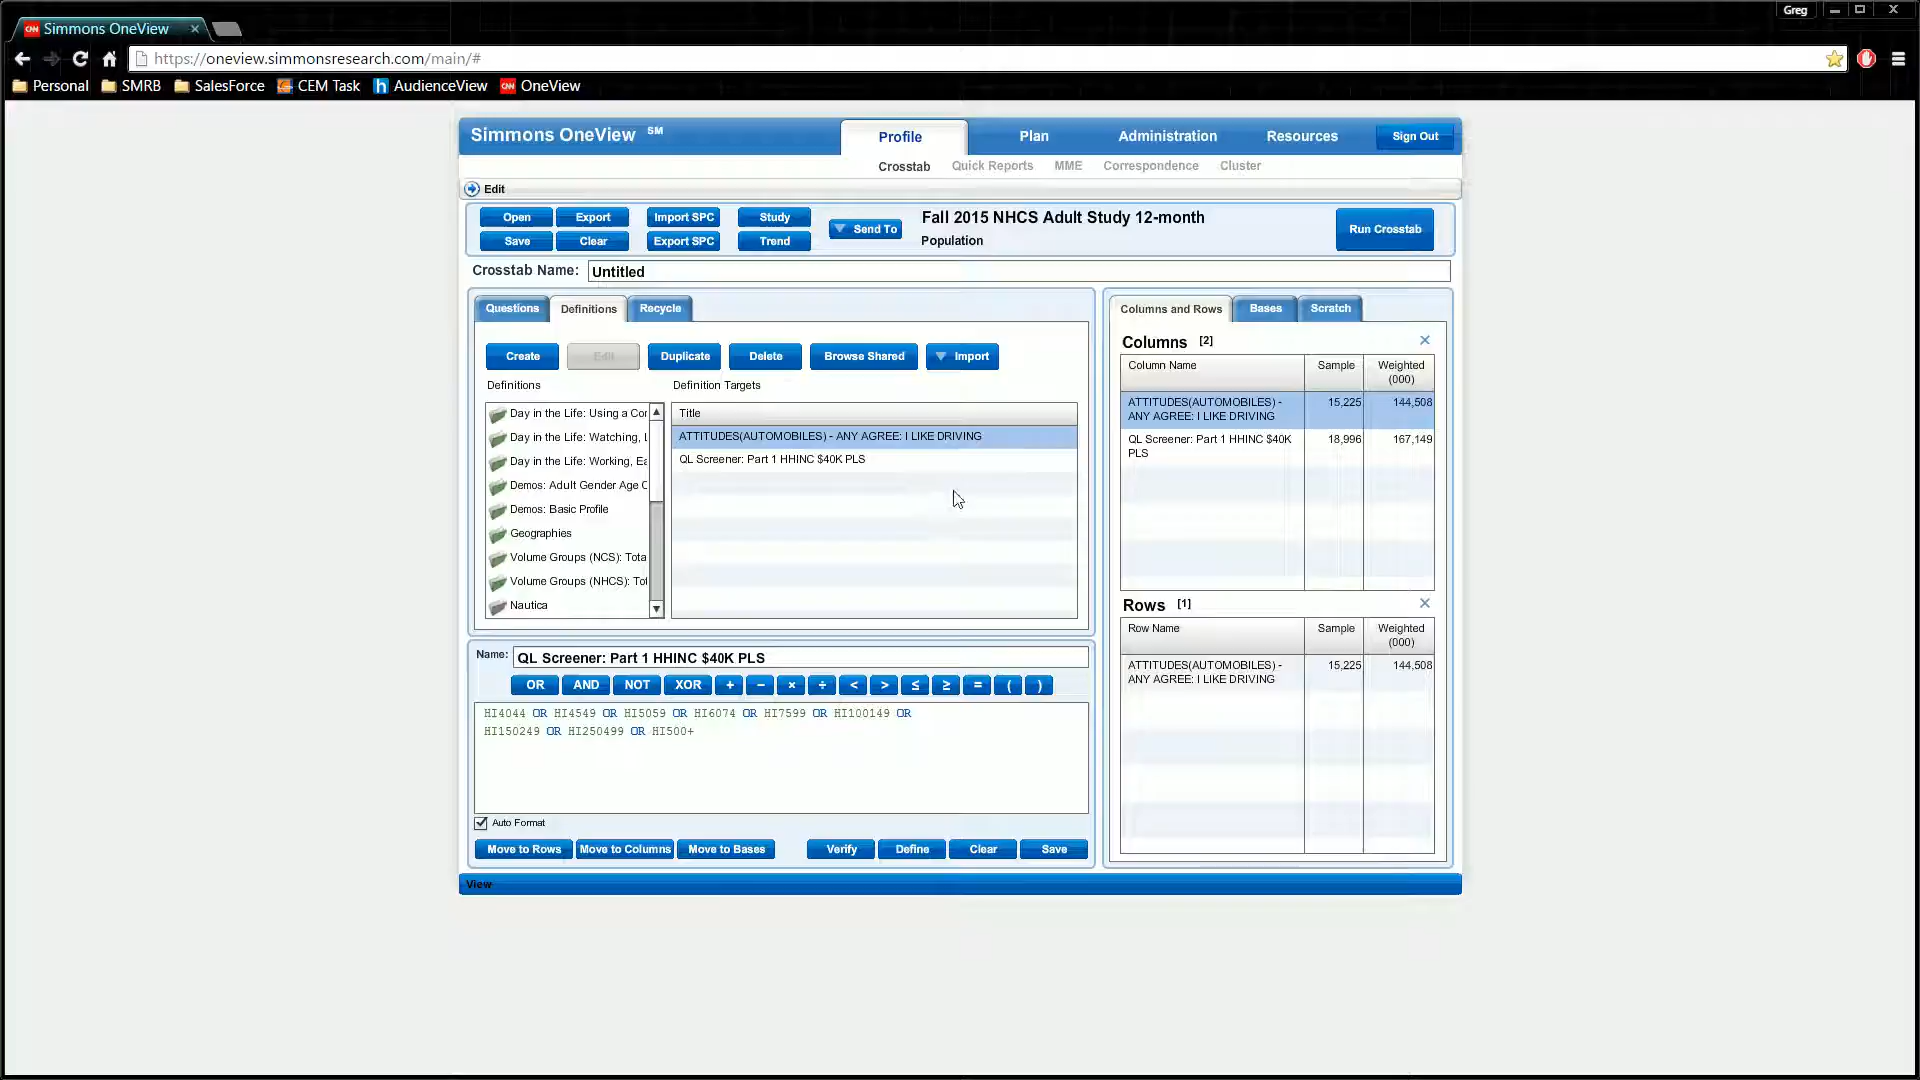 Greg
Simmons OneView
https://oneview.simmonsresearch.com/main/#
Personal SMRB SalesForce CEM Task AudienceView OneView
Simmons OneView SM
Profile Plan Administration Resources Sign Out
Crosstab Quick Reports MME Correspondence Cluster
Edit
Open Export Import SPC Study Send To Fall 2015 NHCS Adult Study 12-month Run Crosstab
Save Clear Export SPC Trend Population
Crosstab Name: Untitled
Questions Definitions Recycle
Create Edit Duplicate Delete Browse Shared Import
Definitions Definition Targets
Day in the Life: Using a Cor
Day in the Life: Watching, L
Day in the Life: Working, Ea
Demos: Adult Gender Age C
Demos: Basic Profile
Geographies
Volume Groups (NCS): Tota
Volume Groups (NHCS): Tot
Nautica
Title
ATTITUDES(AUTOMOBILES) - ANY AGREE: I LIKE DRIVING
QL Screener: Part 1 HHINC $40K PLS
Name: QL Screener: Part 1 HHINC $40K PLS
OR AND NOT XOR + − × ÷ < > ≤ ≥ = ( )
HI4044 OR HI4549 OR HI5059 OR HI6074 OR HI7599 OR HI100149 OR
HI150249 OR HI250499 OR HI500+
Auto Format
Move to Rows Move to Columns Move to Bases Verify Define Clear Save
Columns and Rows Bases Scratch
Columns [2]
Column Name Sample Weighted
(000)
ATTITUDES(AUTOMOBILES) - 15,225 144,508
ANY AGREE: I LIKE DRIVING
QL Screener: Part 1 HHINC $40K 18,996 167,149
PLS
Rows [1]
Row Name Sample Weighted
(000)
ATTITUDES(AUTOMOBILES) - 15,225 144,508
ANY AGREE: I LIKE DRIVING
View